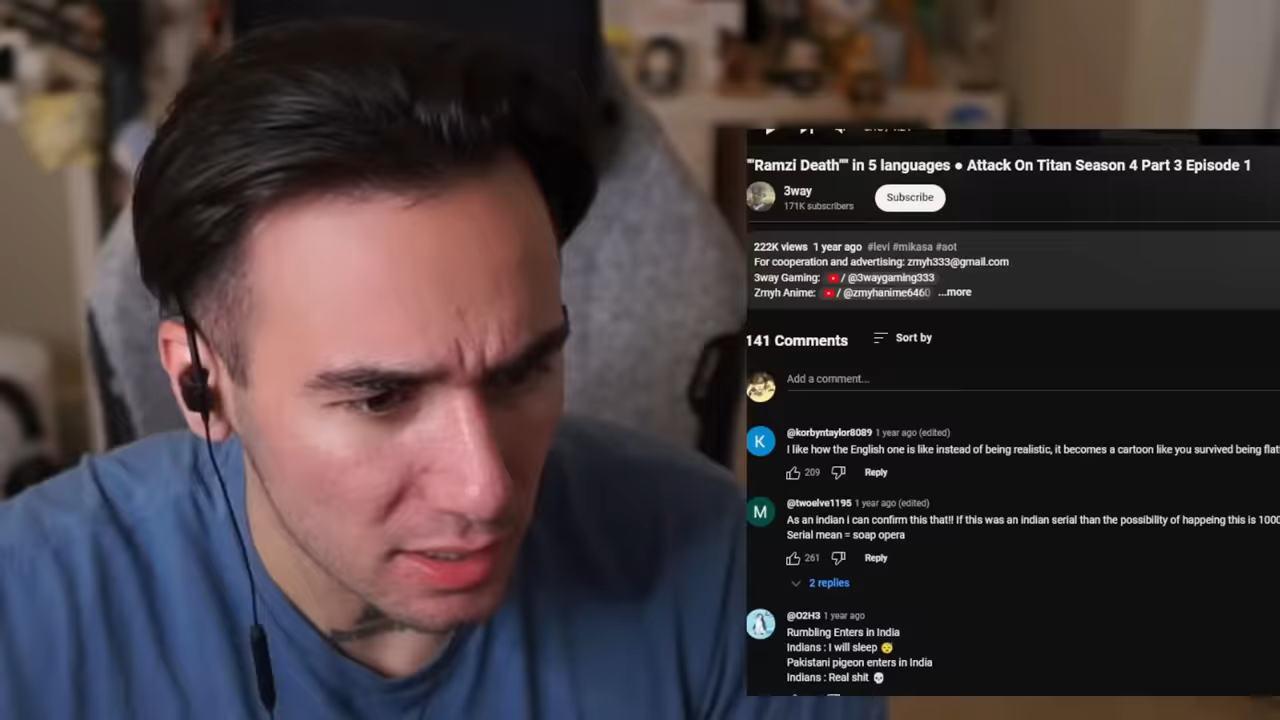 ""Ramzi Death"" in 5 languages ● Attack On Titan Season 4 Part 3 Episode 1
3way
171K subscribers
Subscribe
222K views 1 year ago #levi #mikasa #aot
For cooperation and advertising: zmyh333@gmail.com
3way Gaming: / @3waygaming333
Zmyh Anime: / @zmyhanime6460 ...more
141 Comments
Sort by
Add a comment...
K
@korbyntaylor8089 1 year ago (edited)
I like how the English one is like instead of being realistic, it becomes a cartoon like you survived being flat
209
Reply
M
@twoelve1195 1 year ago (edited)
As an indian i can confirm this that!! If this was an indian serial than the possibility of happeing this is 1000
Serial mean = soap opera
261
Reply
2 replies
@O2H3 1 year ago
Rumbling Enters in India
Indians : I will sleep 😴
Pakistani pigeon enters in India
Indians : Real shit 💀